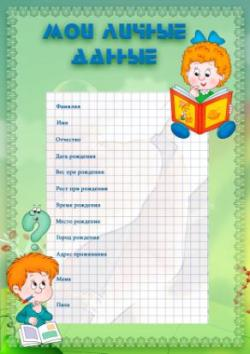 МОИ ЛИЧНЫЕ
ДАННЫЕ
Фамилия
Имя
Отчество
Дата рождения
Вес при рождении
Рост при рождении
Время рождения
Место рождения
Город рождения
Адрес проживания
Мама
Папа